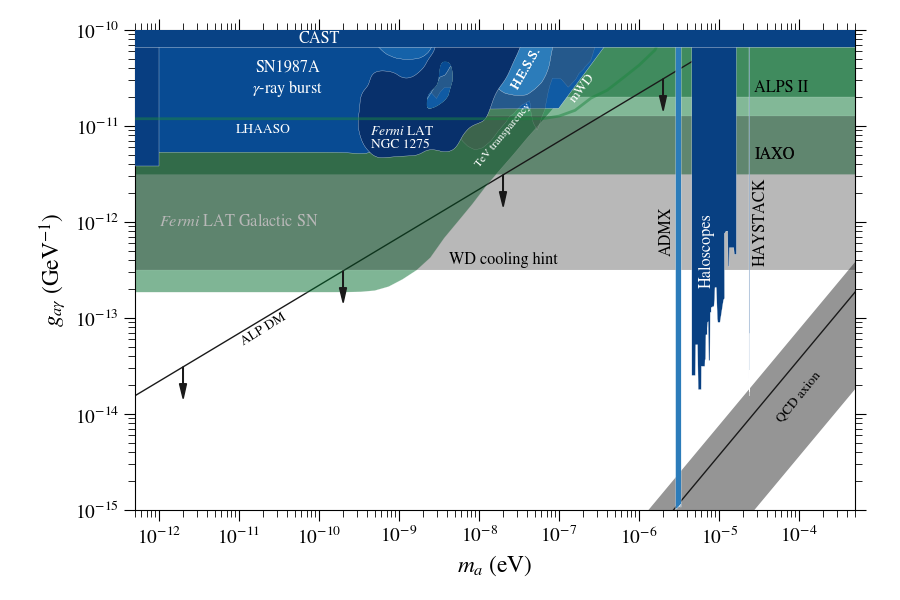 10⁻¹⁰
10⁻¹¹
10⁻¹²
10⁻¹³
10⁻¹⁴
10⁻¹⁵
g_{aγ} (GeV⁻¹)
CAST
SN1987A
γ-ray burst
LHAASO
Fermi LAT
NGC 1275
H.E.S.S.
mWD
TeV transparency
ALPS II
IAXO
Fermi LAT Galactic SN
WD cooling hint
ADMX
Haloscopes
HAYSTACK
ALP DM
QCD axion
10⁻¹²
10⁻¹¹
10⁻¹⁰
10⁻⁹
10⁻⁸
10⁻⁷
10⁻⁶
10⁻⁵
10⁻⁴
m_a (eV)